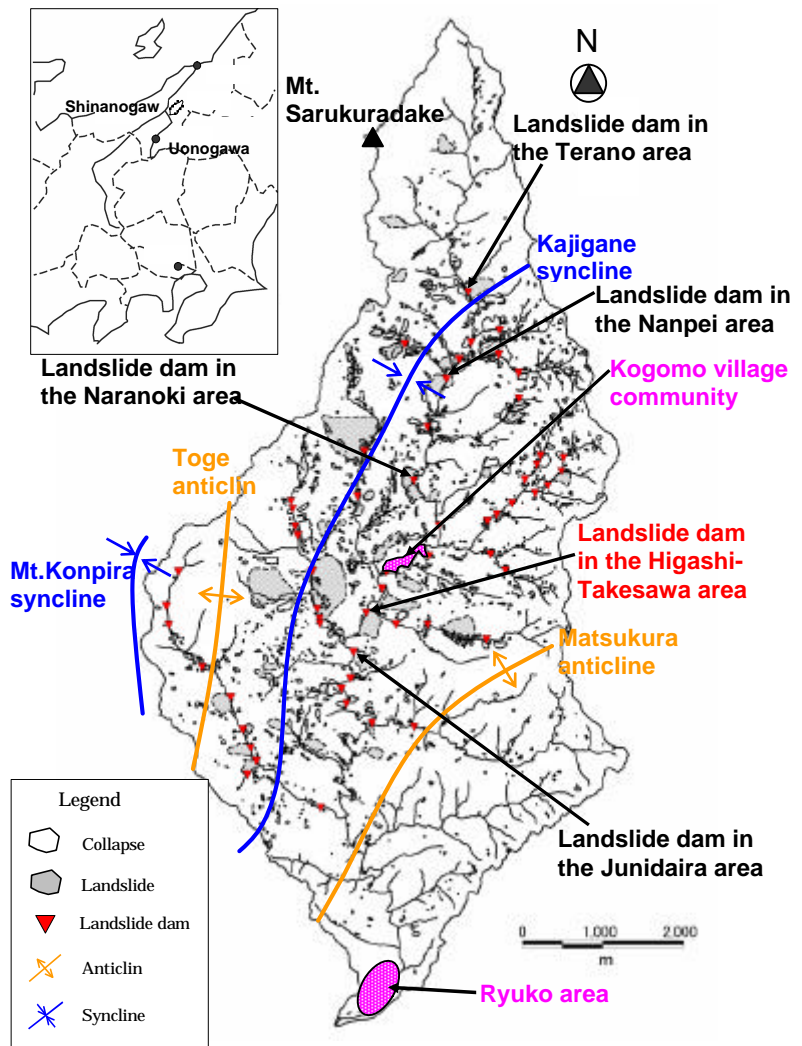 Shinanogaw
Uonogawa
N
Mt.
Sarukuradake
Landslide dam in
the Terano area
Kajigane
syncline
Landslide dam in
the Nanpei area
Landslide dam in
the Naranoki area
Kogomo village
community
Toge
anticlin
Landslide dam
in the Higashi-
Takesawa area
Mt.Konpira
syncline
Matsukura
anticline
Landslide dam in
the Junidaira area
Legend
Collapse
Landslide
Landslide dam
Anticlin
Syncline
0 1,000 2,000
m
Ryuko area